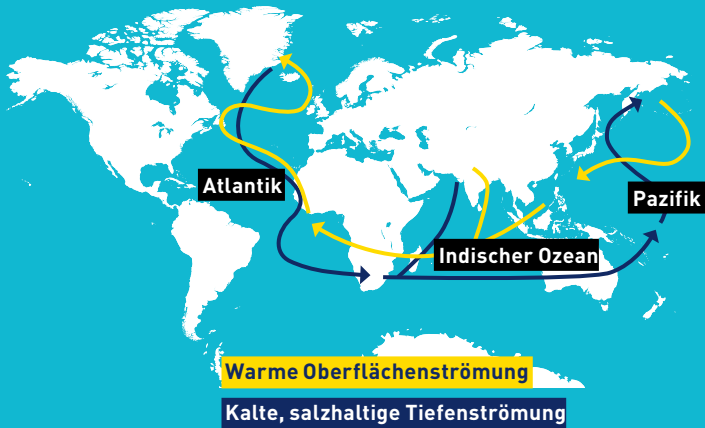 Atlantik
Pazifik
Indischer Ozean
Warme Oberflächenströmung
Kalte, salzhaltige Tiefenströmung